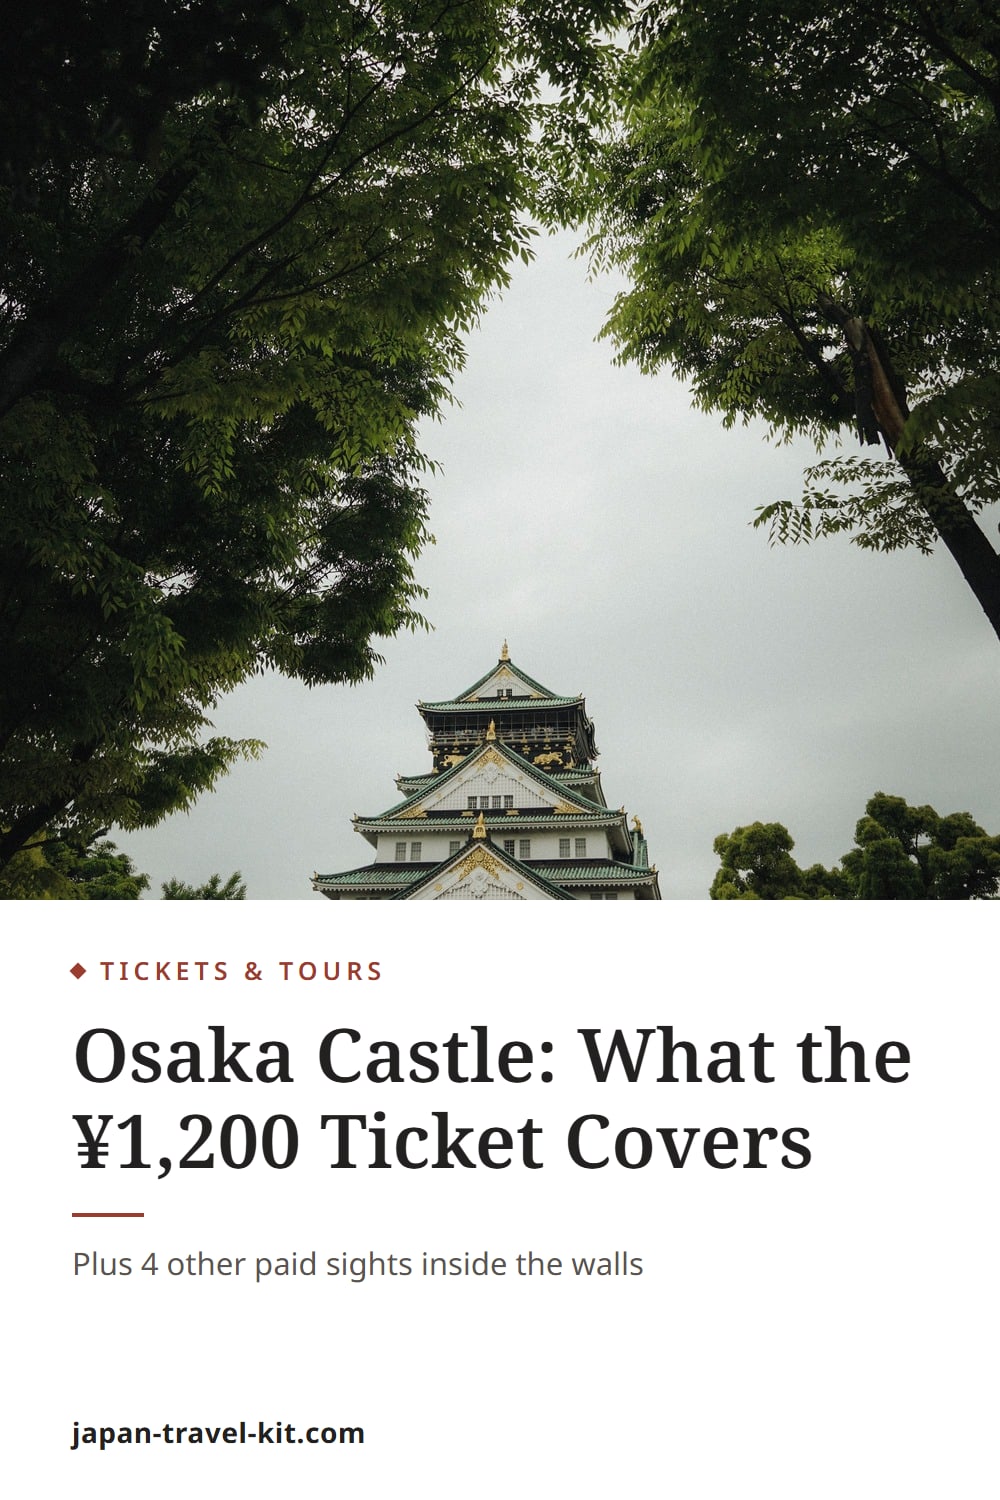 TICKETS & TOURS
Osaka Castle: What the
¥1,200 Ticket Covers
Plus 4 other paid sights inside the walls
japan-travel-kit.com